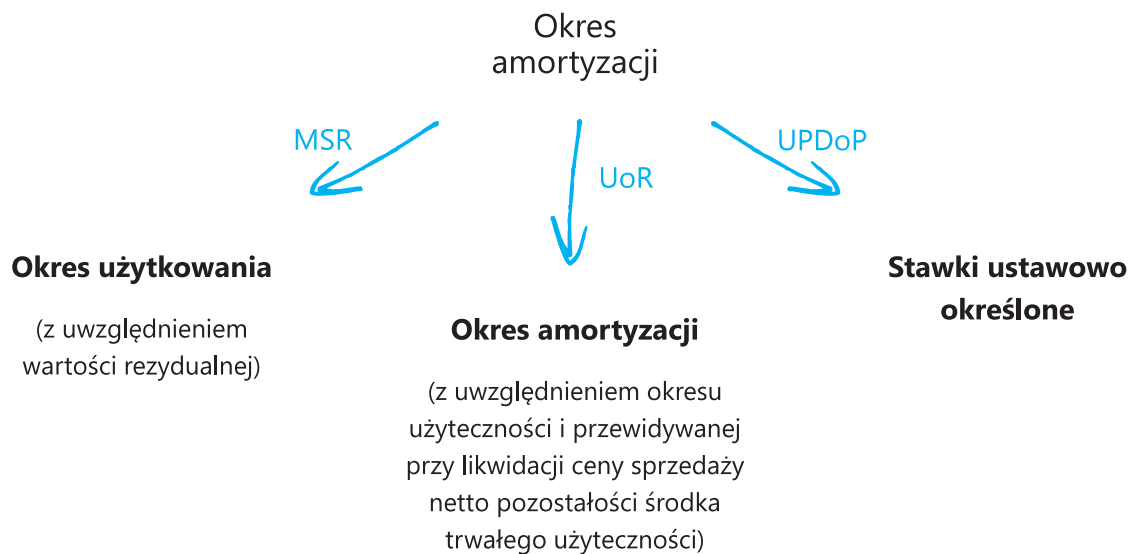 Okres
amortyzacji
MSR
UoR
UPDoP
Okres użytkowania
(z uwzględnieniem
wartości rezydualnej)
Okres amortyzacji
(z uwzględnieniem okresu
użyteczności i przewidywanej
przy likwidacji ceny sprzedaży
netto pozostałości środka
trwałego użyteczności)
Stawki ustawowo
określone